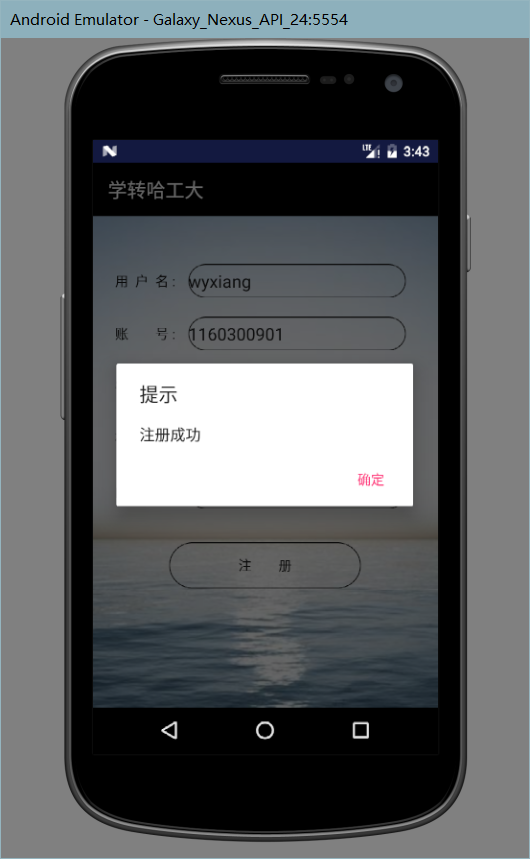 Android Emulator - Galaxy_Nexus_API_24:5554
LTE 3:43
学转哈工大
用 户 名: wyxiang
账 号: 1160300901
提示
注册成功
确定
注 册